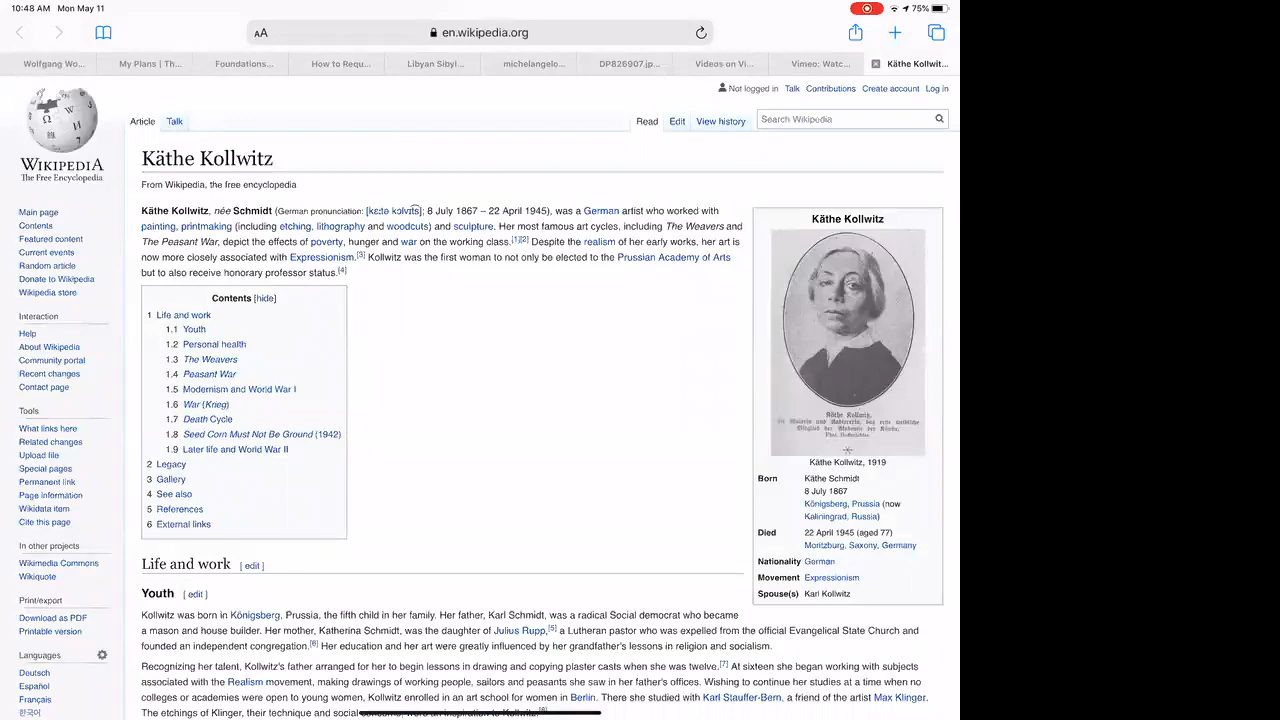 10:48 AM Mon May 11
75%
AA
en.wikipedia.org
Wolfgang Wo...
My Plans | Th...
Foundations...
How to Requ...
Libyan Sibyl...
michelangelo...
DP826907.jp...
Videos on Vi...
Vimeo: Watc...
Käthe Kollwit...
Not logged in Talk Contributions Create account Log in
Article Talk
Read Edit View history
Search Wikipedia
WIKIPEDIA
The Free Encyclopedia
Main page
Contents
Featured content
Current events
Random article
Donate to Wikipedia
Wikipedia store
Interaction
Help
About Wikipedia
Community portal
Recent changes
Contact page
Tools
What links here
Related changes
Upload file
Special pages
Permanent link
Page information
Wikidata item
Cite this page
In other projects
Wikimedia Commons
Wikiquote
Print/export
Download as PDF
Printable version
Languages
Deutsch
Español
Français
한국어
Käthe Kollwitz
From Wikipedia, the free encyclopedia
Käthe Kollwitz, née Schmidt (German pronunciation: [kɛːtə kɔlvɪt͡s]; 8 July 1867 – 22 April 1945), was a German artist who worked with
painting, printmaking (including etching, lithography and woodcuts) and sculpture. Her most famous art cycles, including The Weavers and
The Peasant War, depict the effects of poverty, hunger and war on the working class.[1][2] Despite the realism of her early works, her art is
now more closely associated with Expressionism.[3] Kollwitz was the first woman to not only be elected to the Prussian Academy of Arts
but to also receive honorary professor status.[4]
Contents [hide]
1 Life and work
1.1 Youth
1.2 Personal health
1.3 The Weavers
1.4 Peasant War
1.5 Modernism and World War I
1.6 War (Krieg)
1.7 Death Cycle
1.8 Seed Corn Must Not Be Ground (1942)
1.9 Later life and World War II
2 Legacy
3 Gallery
4 See also
5 References
6 External links
Käthe Kollwitz
Käthe Kollwitz,
Käthe Kollwitz, 1919
Born Käthe Schmidt
8 July 1867
Königsberg, Prussia (now
Kaliningrad, Russia)
Died 22 April 1945 (aged 77)
Moritzburg, Saxony, Germany
Nationality German
Movement Expressionism
Spouse(s) Karl Kollwitz
Life and work [ edit ]
Youth [ edit ]
Kollwitz was born in Königsberg, Prussia, the fifth child in her family. Her father, Karl Schmidt, was a radical Social democrat who became
a mason and house builder. Her mother, Katherina Schmidt, was the daughter of Julius Rupp,[5] a Lutheran pastor who was expelled from the official Evangelical State Church and
founded an independent congregation.[6] Her education and her art were greatly influenced by her grandfather's lessons in religion and socialism.
Recognizing her talent, Kollwitz's father arranged for her to begin lessons in drawing and copying plaster casts when she was twelve.[7] At sixteen she began working with subjects
associated with the Realism movement, making drawings of working people, sailors and peasants she saw in her father's offices. Wishing to continue her studies at a time when no
colleges or academies were open to young women, Kollwitz enrolled in an art school for women in Berlin. There she studied with Karl Stauffer-Bern, a friend of the artist Max Klinger.
The etchings of Klinger, their technique and social concerns, were an inspiration to Kollwitz.[8]